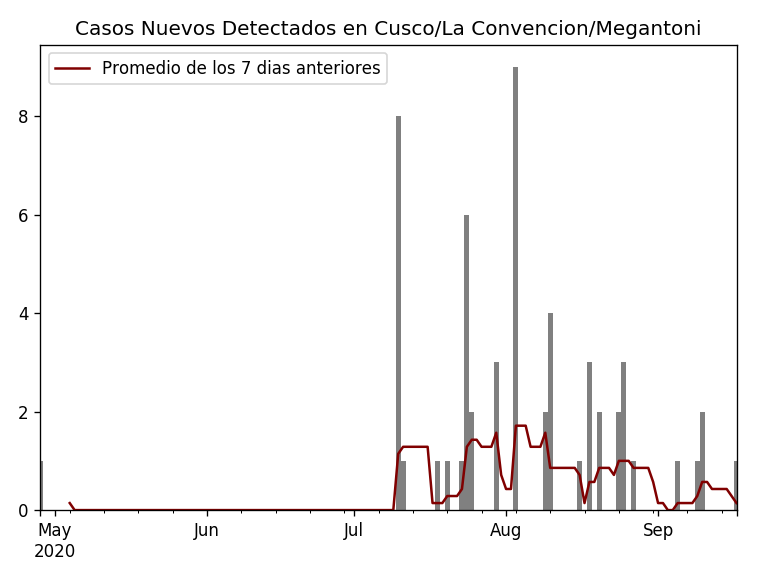 Casos Nuevos Detectados en Cusco/La Convencion/Megantoni
Promedio de los 7 dias anteriores
8
6
4
2
0
May Jun Jul Aug Sep
2020